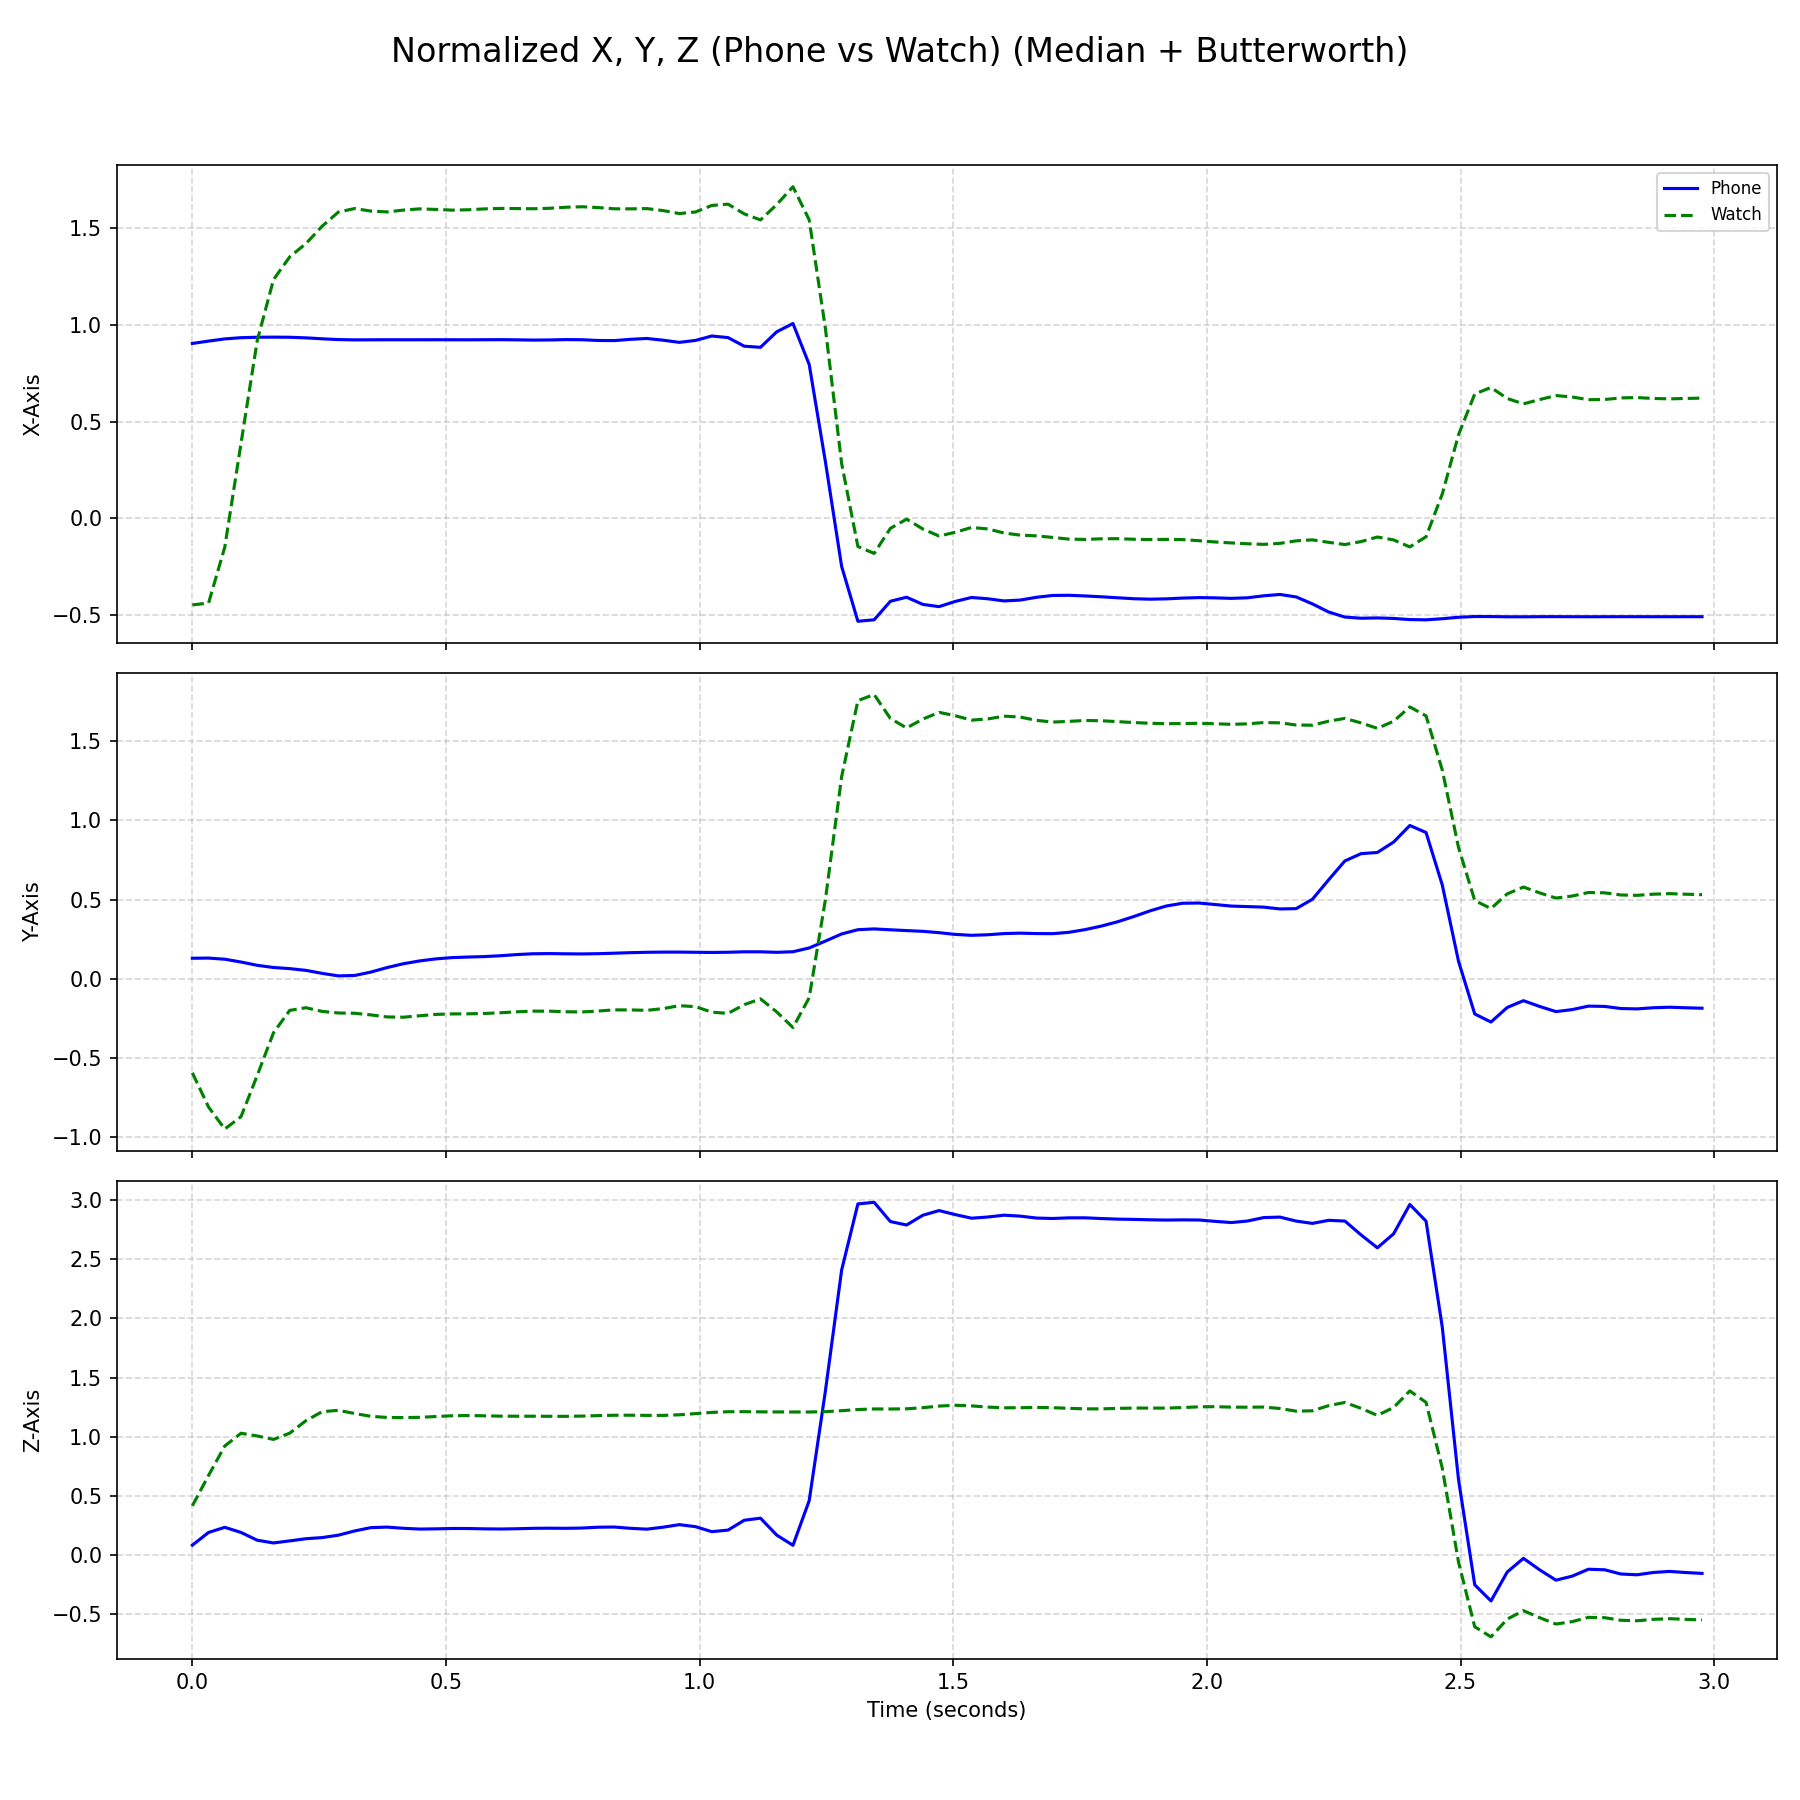 Normalized X, Y, Z (Phone vs Watch) (Median + Butterworth)
Phone
Watch
X-Axis
1.5
1.0
0.5
0.0
−0.5
Y-Axis
1.5
1.0
0.5
0.0
−0.5
−1.0
Z-Axis
3.0
2.5
2.0
1.5
1.0
0.5
0.0
−0.5
0.0 0.5 1.0 1.5 2.0 2.5 3.0
Time (seconds)